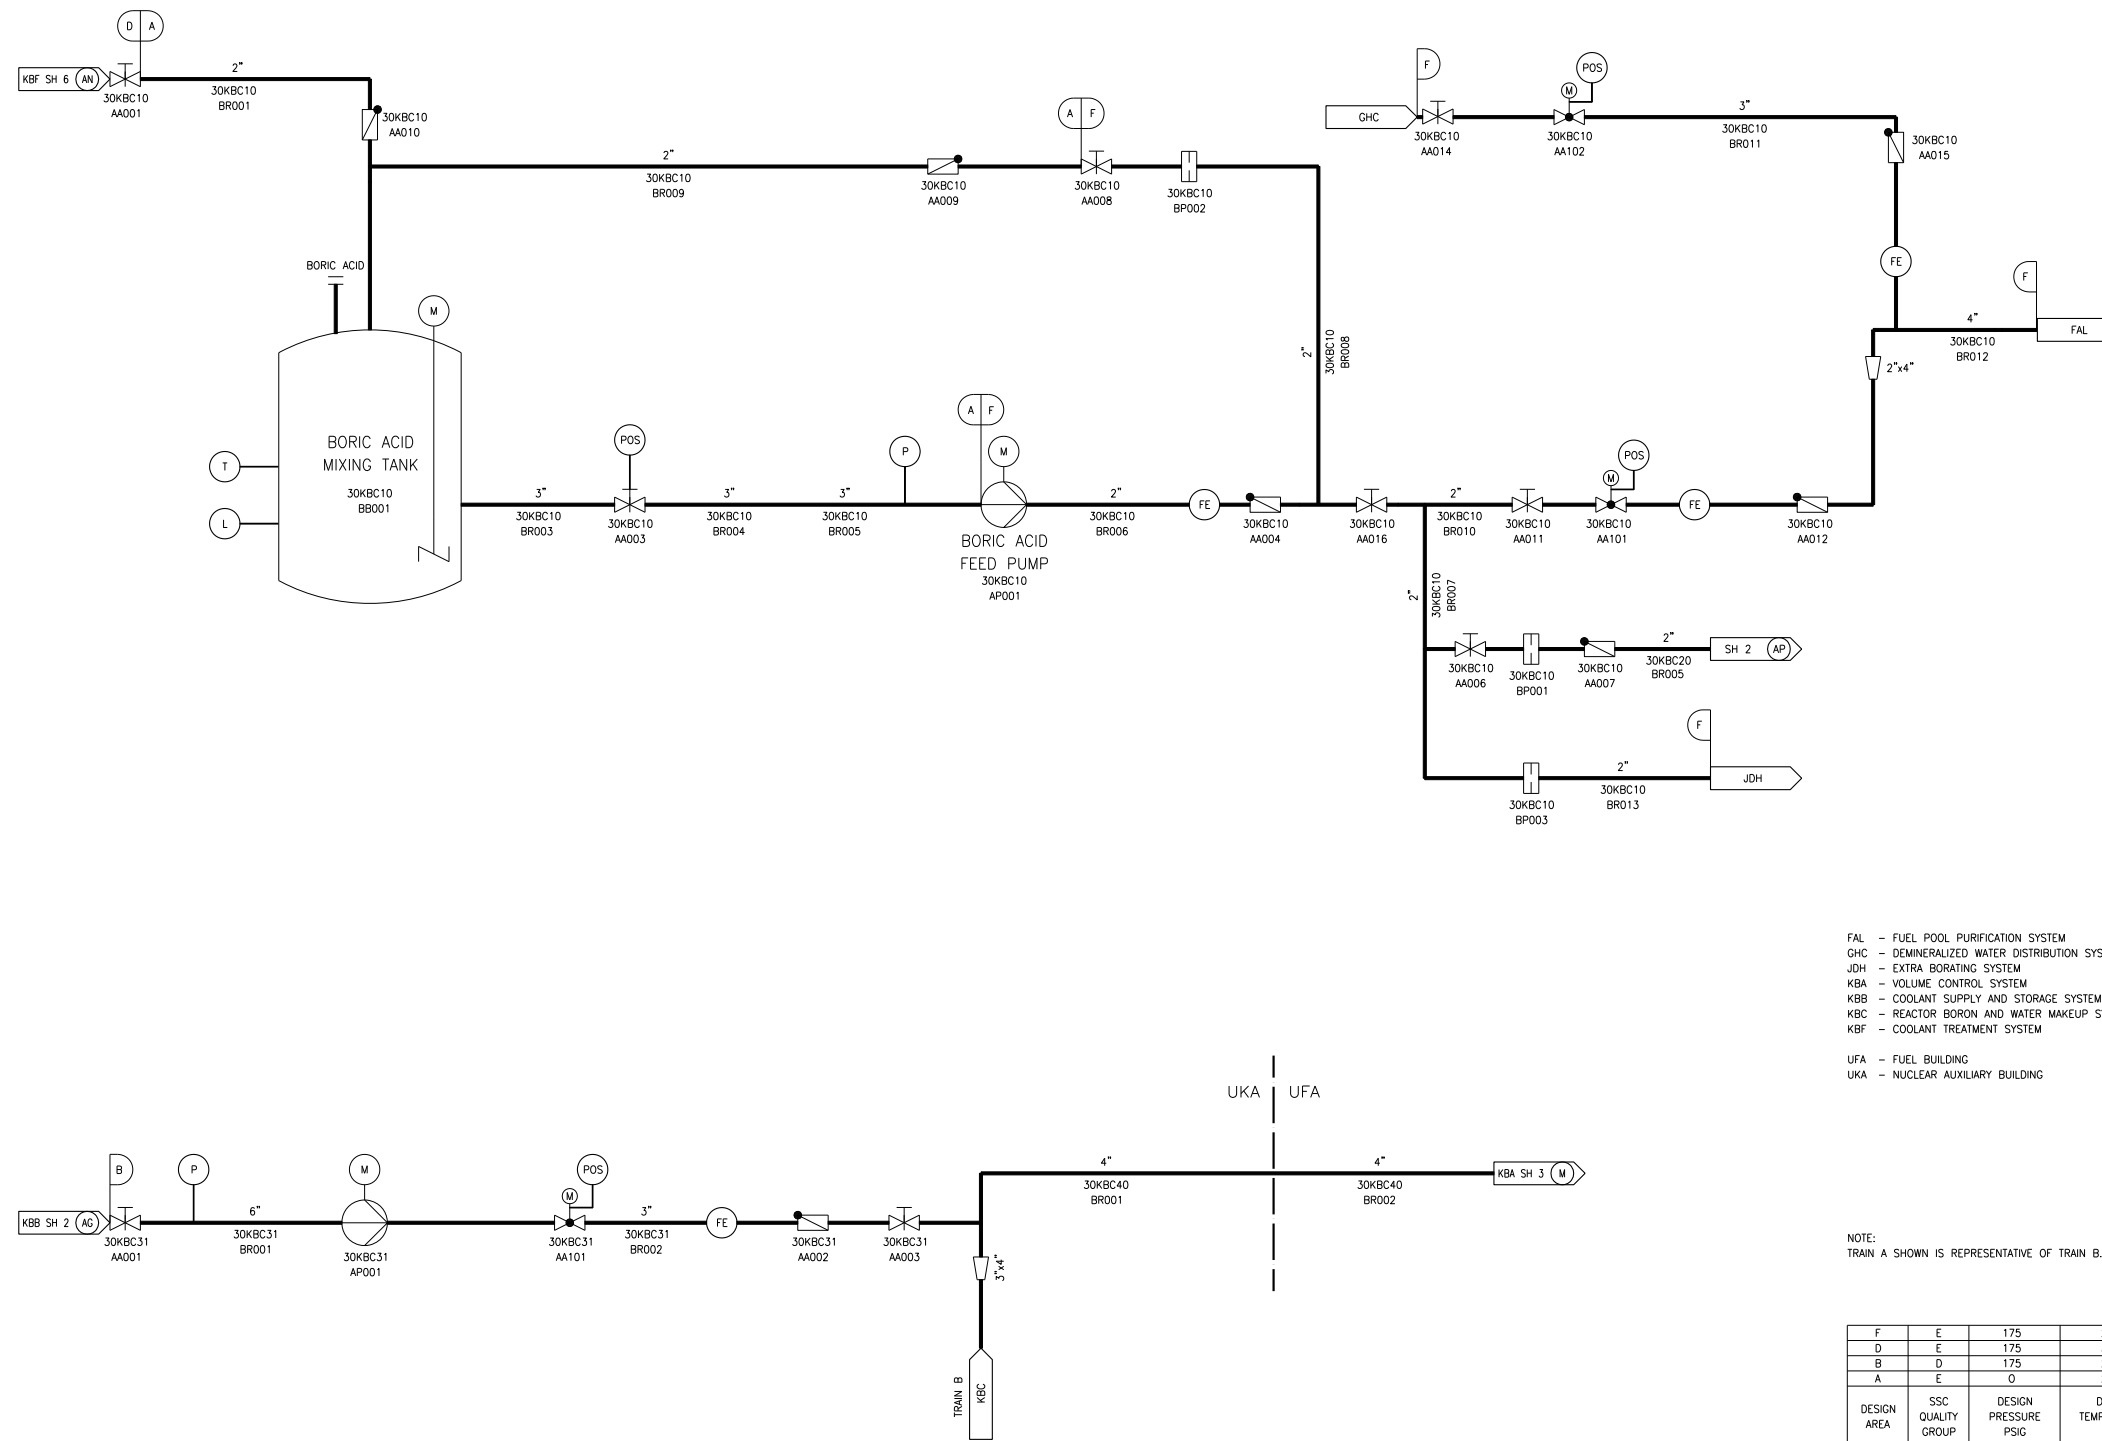 D A
KBF SH 6 AN
30KBC10
AA001
2"
30KBC10
BR001
30KBC10
AA010
2"
30KBC10
BR009
30KBC10
AA009
A F
30KBC10
AA008
30KBC10
BP002
F
GHC
30KBC10
AA014
POS
M
30KBC10
AA102
3"
30KBC10
BR011
30KBC10
AA015
FE
F
FAL
4"
30KBC10
BR012
2"x4"
2"
30KBC10
BR008
BORIC ACID
M
BORIC ACID
MIXING TANK
30KBC10
BB001
T
L
3"
30KBC10
BR003
POS
30KBC10
AA003
3"
30KBC10
BR004
3"
30KBC10
BR005
P
A F
M
BORIC ACID
FEED PUMP
30KBC10
AP001
2"
30KBC10
BR006
FE
30KBC10
AA004
30KBC10
AA016
2"
30KBC10
BR010
30KBC10
AA011
POS
M
30KBC10
AA101
FE
30KBC10
AA012
2"
30KBC10
BR007
30KBC10
AA006
30KBC10
BP001
30KBC10
AA007
2"
30KBC20
BR005
SH 2 AP
F
30KBC10
BP003
2"
30KBC10
BR013
JDH
FAL – FUEL POOL PURIFICATION SYSTEM
GHC – DEMINERALIZED WATER DISTRIBUTION
JDH – EXTRA BORATING SYSTEM
KBA – VOLUME CONTROL SYSTEM
KBB – COOLANT SUPPLY AND STORAGE SYSTEM
KBC – REACTOR BORON AND WATER MAKEUP
KBF – COOLANT TREATMENT SYSTEM
UFA – FUEL BUILDING
UKA – NUCLEAR AUXILIARY BUILDING
UKA UFA
KBB SH 2 AG
B
30KBC31
AA001
P
6"
30KBC31
BR001
M
30KBC31
AP001
POS
M
30KBC31
AA101
3"
30KBC31
BR002
FE
30KBC31
AA002
30KBC31
AA003
4"
30KBC40
BR001
4"
30KBC40
BR002
KBA SH 3 M
3"x4"
TRAIN B
KBC
NOTE:
TRAIN A SHOWN IS REPRESENTATIVE OF TRAIN B.
F E 175
D E 175
B D 175
A E 0
DESIGN
AREA
SSC
QUALITY
GROUP
DESIGN
PRESSURE
PSIG